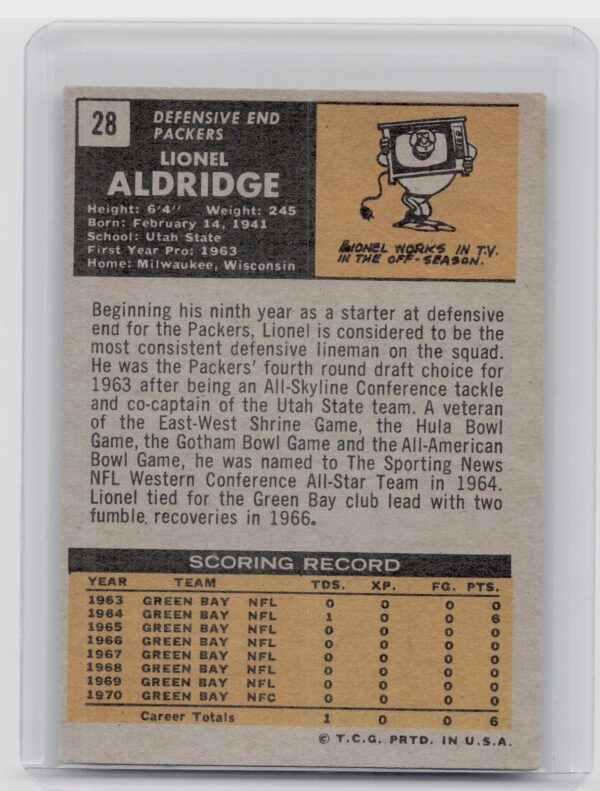 28
DEFENSIVE END
PACKERS
LIONEL
ALDRIDGE
Height: 6'4" Weight: 245
Born: February 14, 1941
School: Utah State
First Year Pro: 1963
Home: Milwaukee, Wisconsin
LIONEL WORKS IN T.V.
IN THE OFF-SEASON.
Beginning his ninth year as a starter at defensive
end for the Packers, Lionel is considered to be the
most consistent defensive lineman on the squad.
He was the Packers' fourth round draft choice for
1963 after being an All-Skyline Conference tackle
and co-captain of the Utah State team. A veteran
of the East-West Shrine Game, the Hula Bowl
Game, the Gotham Bowl Game and the All-American
Bowl Game, he was named to The Sporting News
NFL Western Conference All-Star Team in 1964.
Lionel tied for the Green Bay club lead with two
fumble recoveries in 1966.
SCORING RECORD
YEAR TEAM TDS. XP. FG. PTS.
1963 GREEN BAY NFL 0 0 0 0
1964 GREEN BAY NFL 1 0 0 6
1965 GREEN BAY NFL 0 0 0 0
1966 GREEN BAY NFL 0 0 0 0
1967 GREEN BAY NFL 0 0 0 0
1968 GREEN BAY NFL 0 0 0 0
1969 GREEN BAY NFL 0 0 0 0
1970 GREEN BAY NFC 0 0 0 0
Career Totals 1 0 0 6
© T.C.G. PRTD. IN U.S.A.